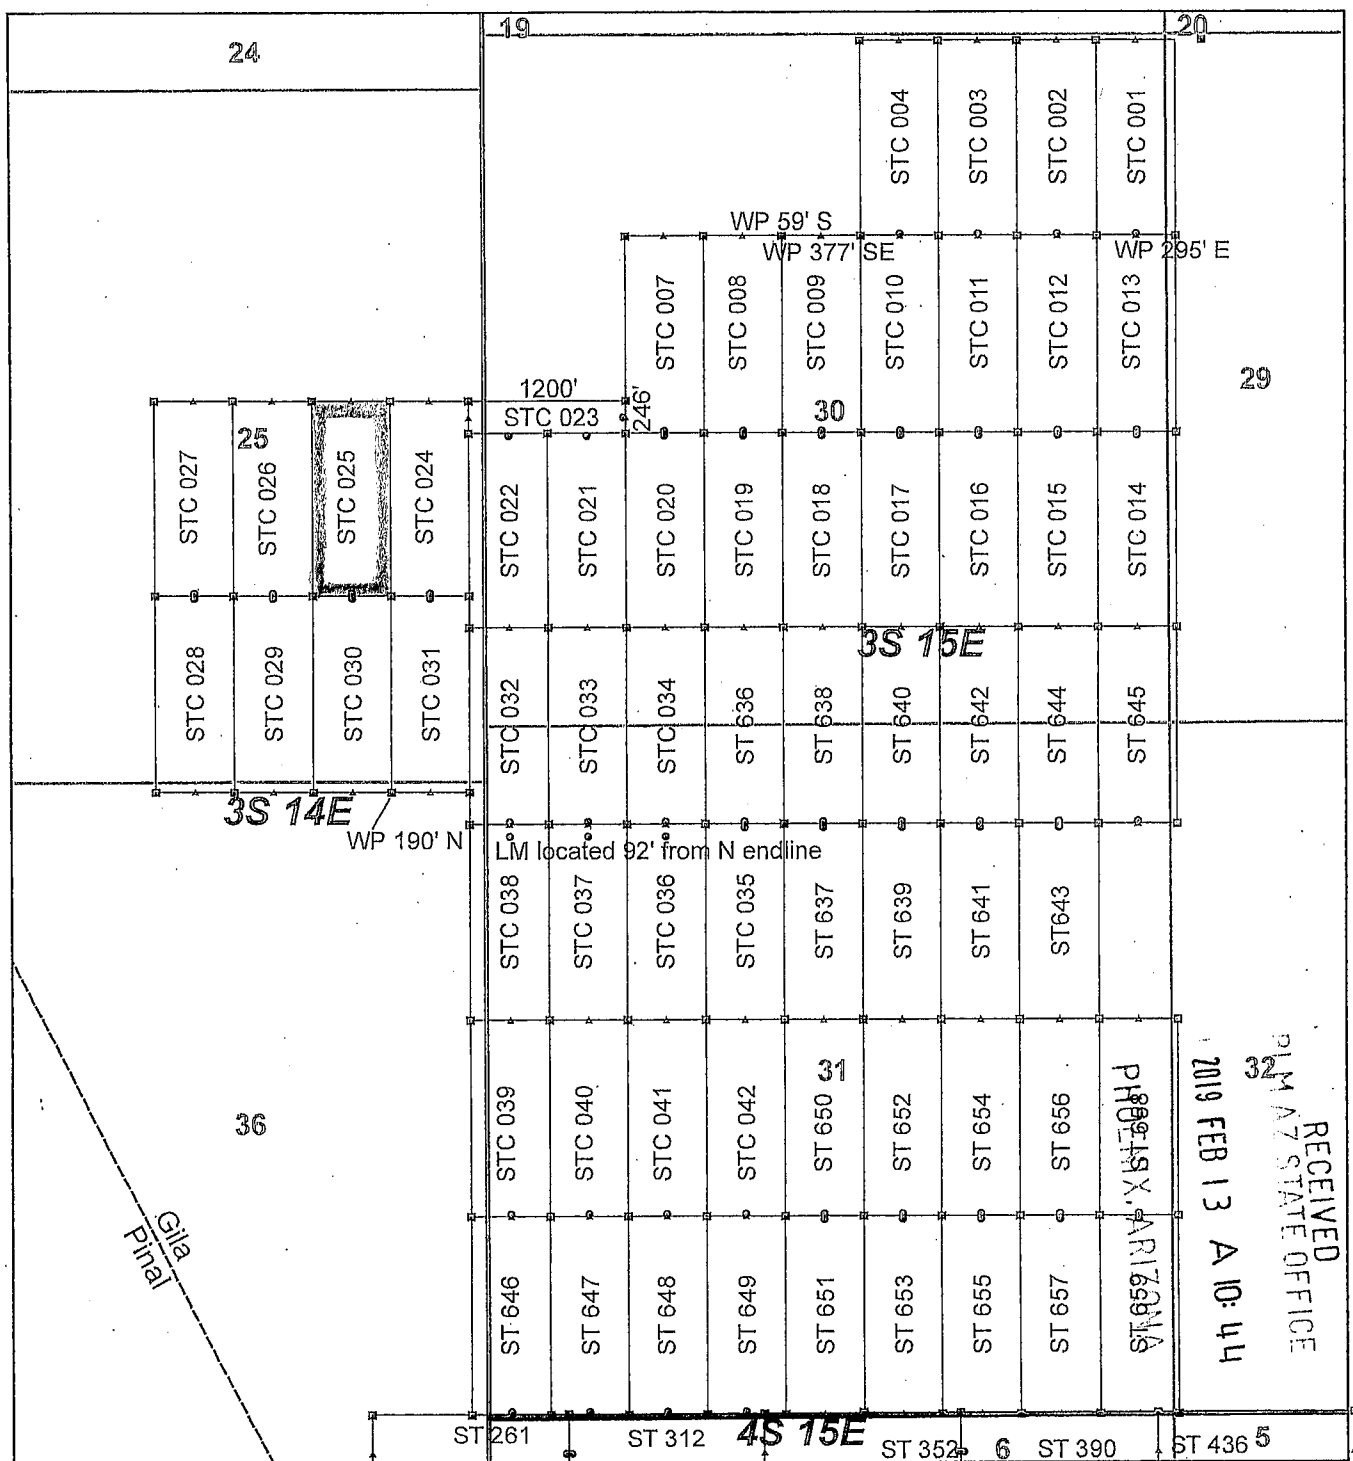 19
20
24
STC 004
STC 003
STC 002
STC 001
WP 59' S
WP 377' SE
WP 295' E
STC 007
STC 008
STC 009
STC 010
STC 011
STC 012
STC 013
29
1200'
246'
STC 023
30
25
STC 027
STC 026
STC 025
STC 024
STC 022
STC 021
STC 020
STC 019
STC 018
STC 017
STC 016
STC 015
STC 014
3S 15E
STC 028
STC 029
STC 030
STC 031
STC 032
STC 033
STC 034
ST 636
ST 638
ST 640
ST 642
ST 644
ST 645
3S 14E
WP 190' N
LM located 92' from N endline
STC 038
STC 037
STC 036
STC 035
ST 637
ST 639
ST 641
ST643
31
32
36
STC 039
STC 040
STC 041
STC 042
ST 650
ST 652
ST 654
ST 656
RECEIVED
BLM AZ STATE OFFICE
2019 FEB 13 A 10:44
PHOENIX, ARIZONA
Gila
Pinal
ST 646
ST 647
ST 648
ST 649
ST 651
ST 653
ST 655
ST 657
ST 659
ST 261
ST 312
4S 15E
ST 352
6
ST 390
ST 436
5